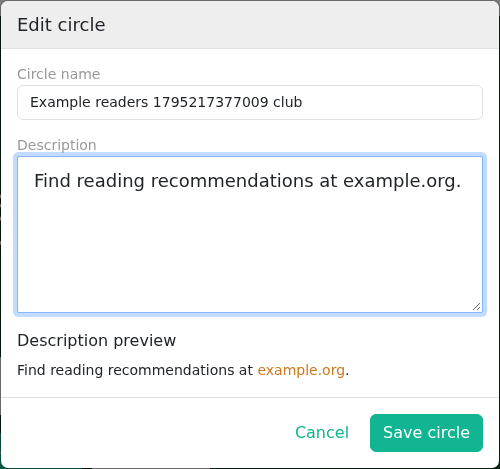 Edit circle
Circle name
Example readers 1795217377009 club
Description
Find reading recommendations at example.org.
Description preview
Find reading recommendations at example.org.
Cancel Save circle